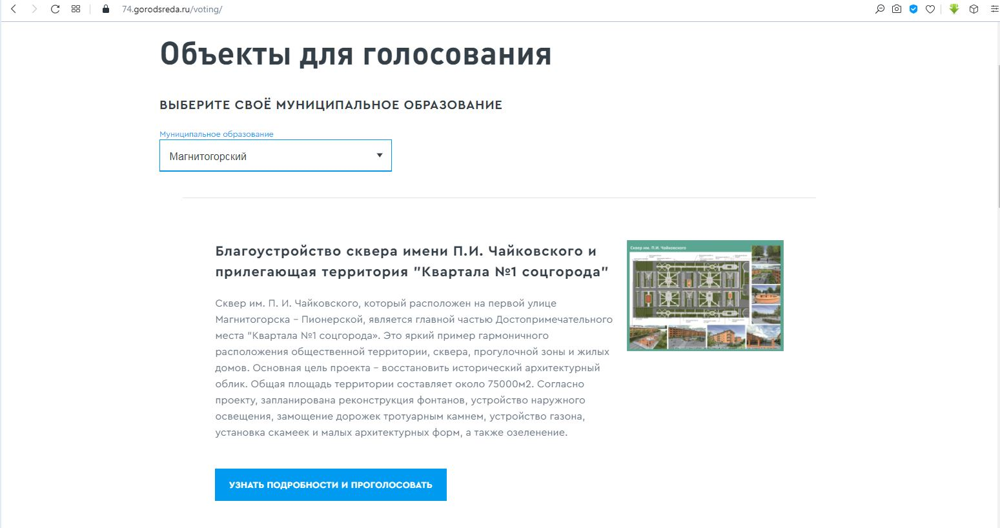 74.gorodsreda.ru/voting/
Объекты для голосования
ВЫБЕРИТЕ СВОЁ МУНИЦИПАЛЬНОЕ ОБРАЗОВАНИЕ
Муниципальное образование
Магнитогорский
Благоустройство сквера имени П.И. Чайковского и
прилегающая территория "Квартала №1 соцгорода"
Сквер им. П.И. Чайковского
Сквер им. П. И. Чайковского, который расположен на первой улице
Магнитогорска – Пионерской, является главной частью Достопримечательного
места "Квартала №1 соцгорода». Это яркий пример гармоничного
расположения общественной территории, сквера, прогулочной зоны и жилых
домов. Основная цель проекта – восстановить исторический архитектурный
облик. Общая площадь территории составляет около 75000м2. Согласно
проекту, запланирована реконструкция фонтанов, устройство наружного
освещения, замощение дорожек тротуарным камнем, устройство газона,
установка скамеек и малых архитектурных форм, а также озеленение.
УЗНАТЬ ПОДРОБНОСТИ И ПРОГОЛОСОВАТЬ